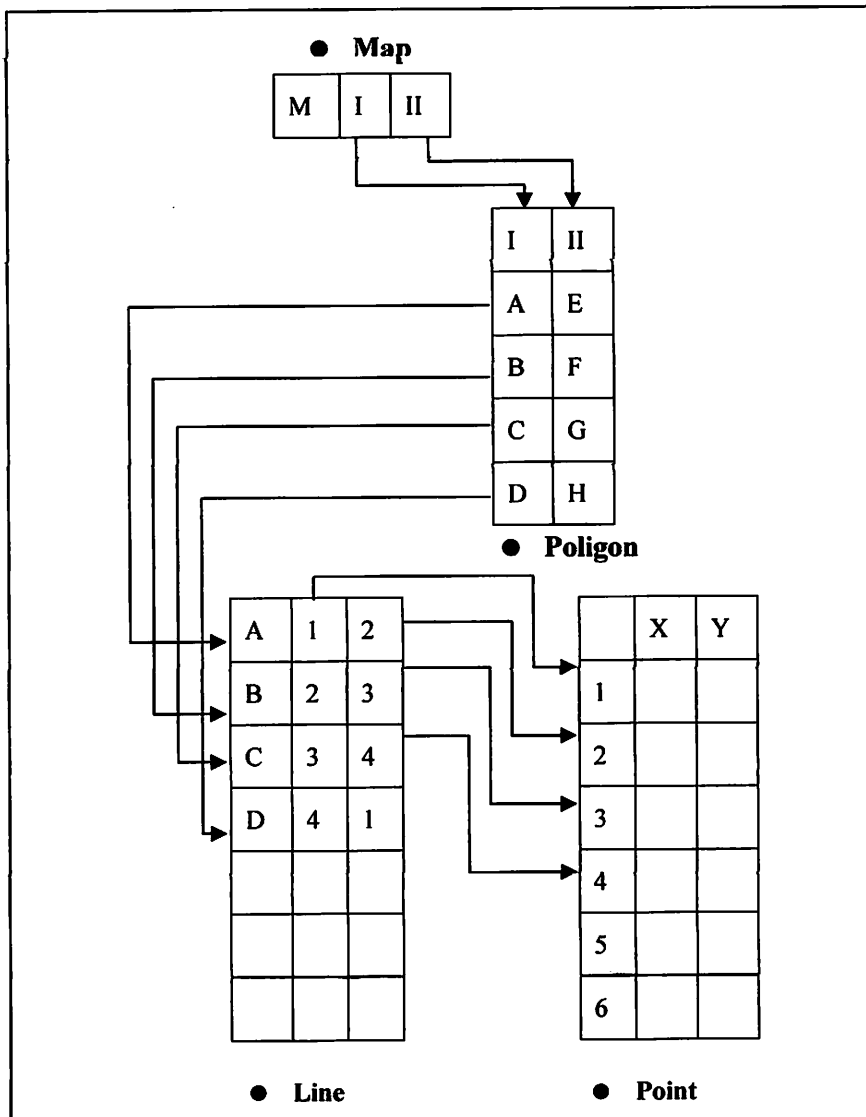 ● Map
M I II
I II
A E
B F
C G
D H
● Poligon
A 1 2
B 2 3
C 3 4
D 4 1
X Y
1
2
3
4
5
6
● Line
● Point